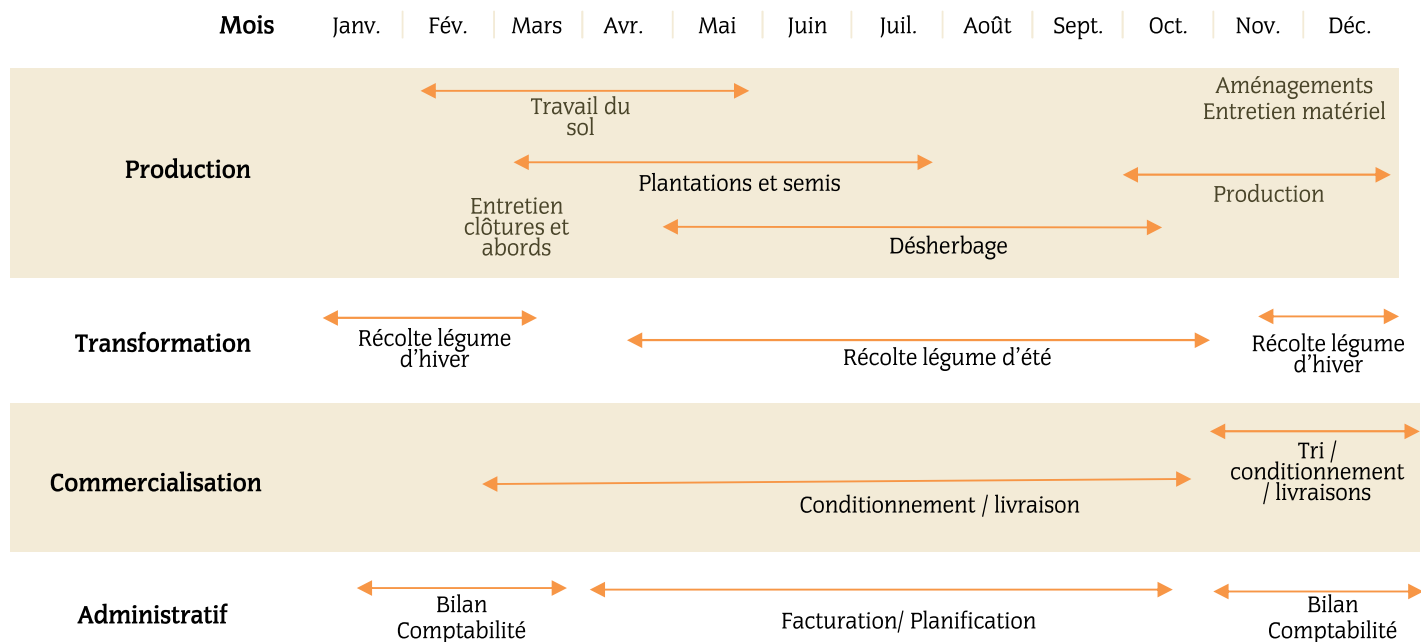 Mois Janv. Fév. Mars Avr. Mai Juin Juil. Août Sept. Oct. Nov. Déc.
Production
Travail du
sol
Aménagements
Entretien matériel
Plantations et semis
Production
Entretien
clôtures et
abords
Désherbage
Transformation
Récolte légume
d'hiver
Récolte légume d'été
Récolte légume
d'hiver
Commercialisation
Conditionnement / livraison
Tri /
conditionnement
/ livraisons
Administratif
Bilan
Comptabilité
Facturation/ Planification
Bilan
Comptabilité